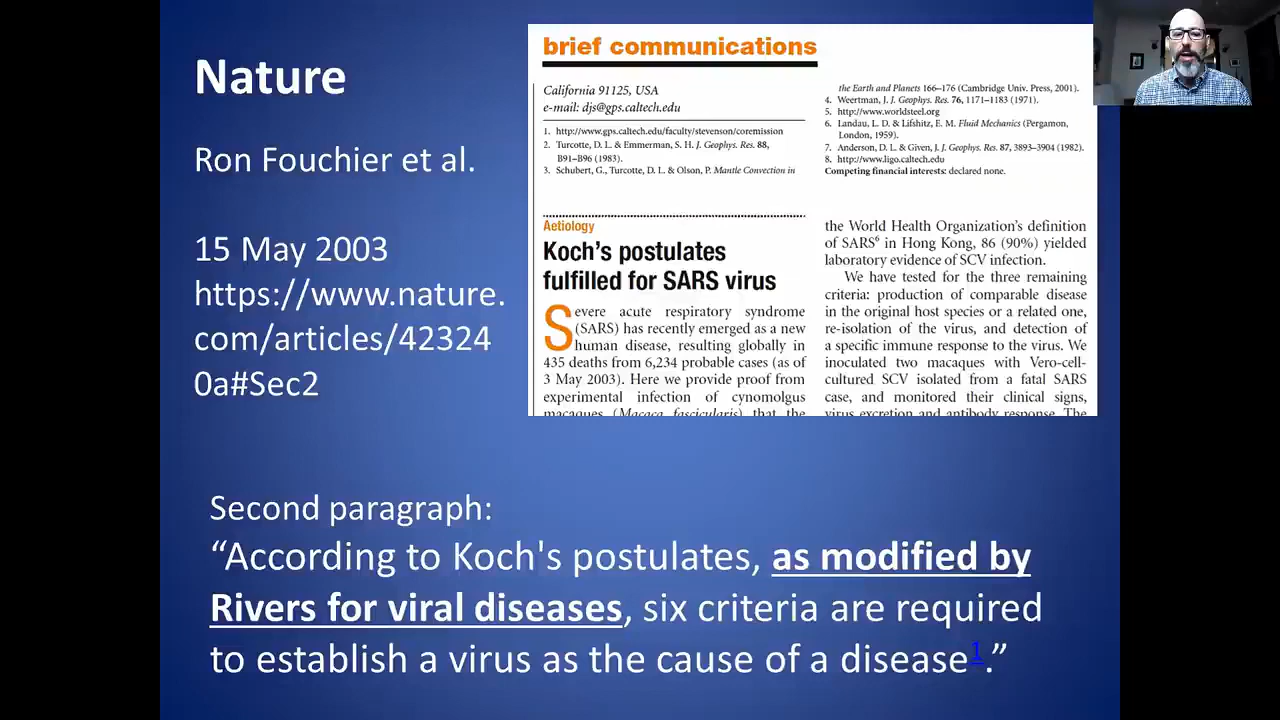 Nature
Ron Fouchier et al.
15 May 2003
https://www.nature.
com/articles/42324
0a#Sec2
brief communications
California 91125, USA
e-mail: djs@gps.caltech.edu
1. http://www.gps.caltech.edu/faculty/stevenson/coremission
2. Turcotte, D. L. & Emmerman, S. H. J. Geophys. Res. 88,
B91–B96 (1983).
3. Schubert, G., Turcotte, D. L. & Olson, P. Mantle Convection in
the Earth and Planets 166–176 (Cambridge Univ. Press, 2001).
4. Weertman, J. J. Geophys. Res. 76, 1171–1183 (1971).
5. http://www.worldsteel.org
6. Landau, L. D. & Lifshitz, E. M. Fluid Mechanics (Pergamon,
London, 1959).
7. Anderson, D. L. & Given, J. J. Geophys. Res. 87, 3893–3904 (1982).
8. http://www.ligo.caltech.edu
Competing financial interests: declared none.
Aetiology
Koch's postulates
fulfilled for SARS virus
Severe acute respiratory syndrome
(SARS) has recently emerged as a new
human disease, resulting globally in
435 deaths from 6,234 probable cases (as of
3 May 2003). Here we provide proof from
experimental infection of cynomolgus
macaques (Macaca fascicularis) that the
the World Health Organization's definition
of SARS6 in Hong Kong, 86 (90%) yielded
laboratory evidence of SCV infection.
We have tested for the three remaining
criteria: production of comparable disease
in the original host species or a related one,
re-isolation of the virus, and detection of
a specific immune response to the virus. We
inoculated two macaques with Vero-cell-
cultured SCV isolated from a fatal SARS
case, and monitored their clinical signs,
virus excretion and antibody response. The
Second paragraph:
“According to Koch's postulates, as modified by
Rivers for viral diseases, six criteria are required
to establish a virus as the cause of a disease1.”